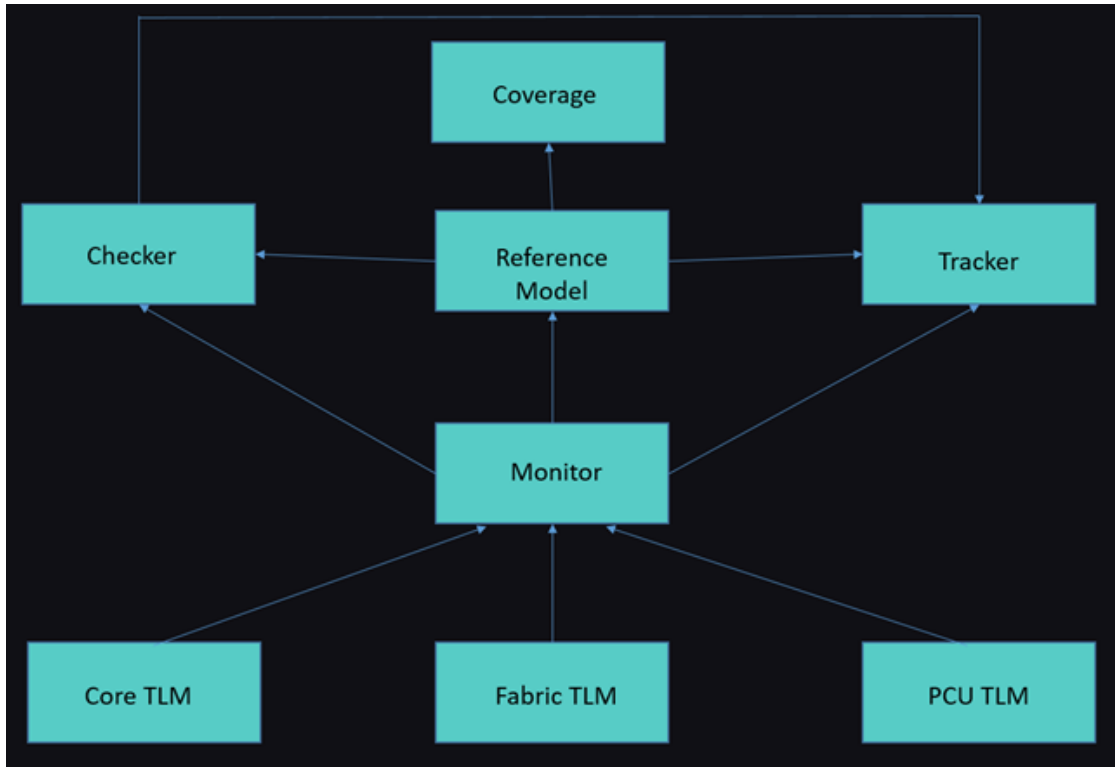 Coverage
Checker
Reference
Model
Tracker
Monitor
Core TLM
Fabric TLM
PCU TLM